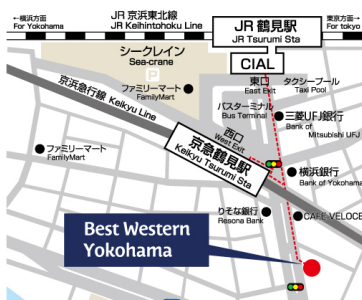 ←横浜方面
For Yokohama
JR 京浜東北線
JR Keihintohoku Line
JR 鶴見駅
JR Tsurumi Sta
東京方面→
For Tokyo
シークレイン
Sea-crane
P
CIAL
東口
East Exit
タクシープール
Taxi Pool
京浜急行線 Keikyu Line
ファミリーマート
FamilyMart
バスターミナル
Bus Terminal
三菱UFJ銀行
Bank of
Mitsubishi UFJ
西口
West Exit
京急鶴見駅
Keikyu Tsurumi Sta
ファミリーマート
FamilyMart
横浜銀行
Bank of Yokohama
りそな銀行
Resona Bank
CAFE VELOCE
Best Western
Yokohama